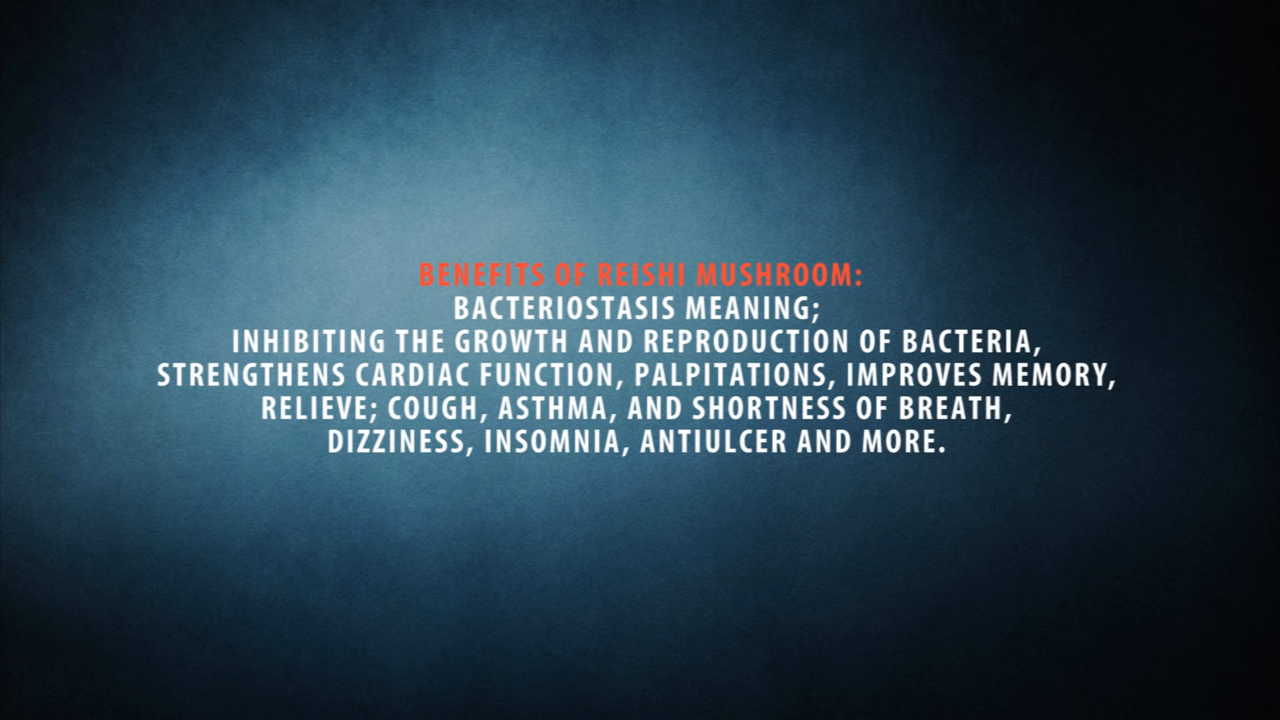 BENEFITS OF REISHI MUSHROOM:
BACTERIOSTASIS MEANING;
INHIBITING THE GROWTH AND REPRODUCTION OF BACTERIA,
STRENGTHENS CARDIAC FUNCTION, PALPITATIONS, IMPROVES MEMORY,
RELIEVE; COUGH, ASTHMA, AND SHORTNESS OF BREATH,
DIZZINESS, INSOMNIA, ANTIULCER AND MORE.